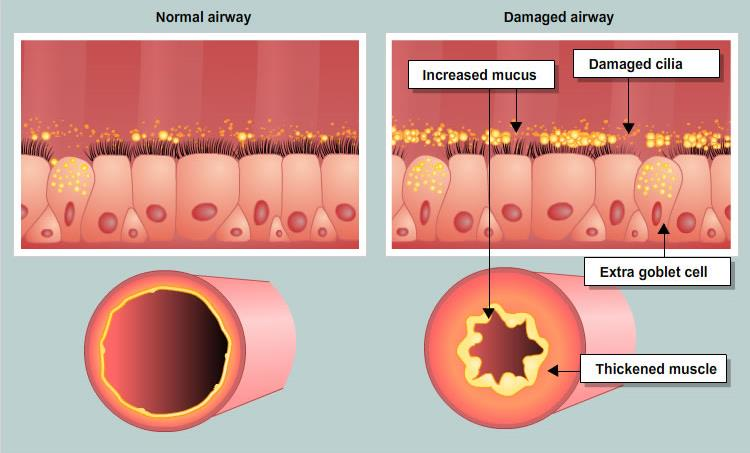 Normal airway
Damaged airway
Increased mucus
Damaged cilia
Extra goblet cell
Thickened muscle